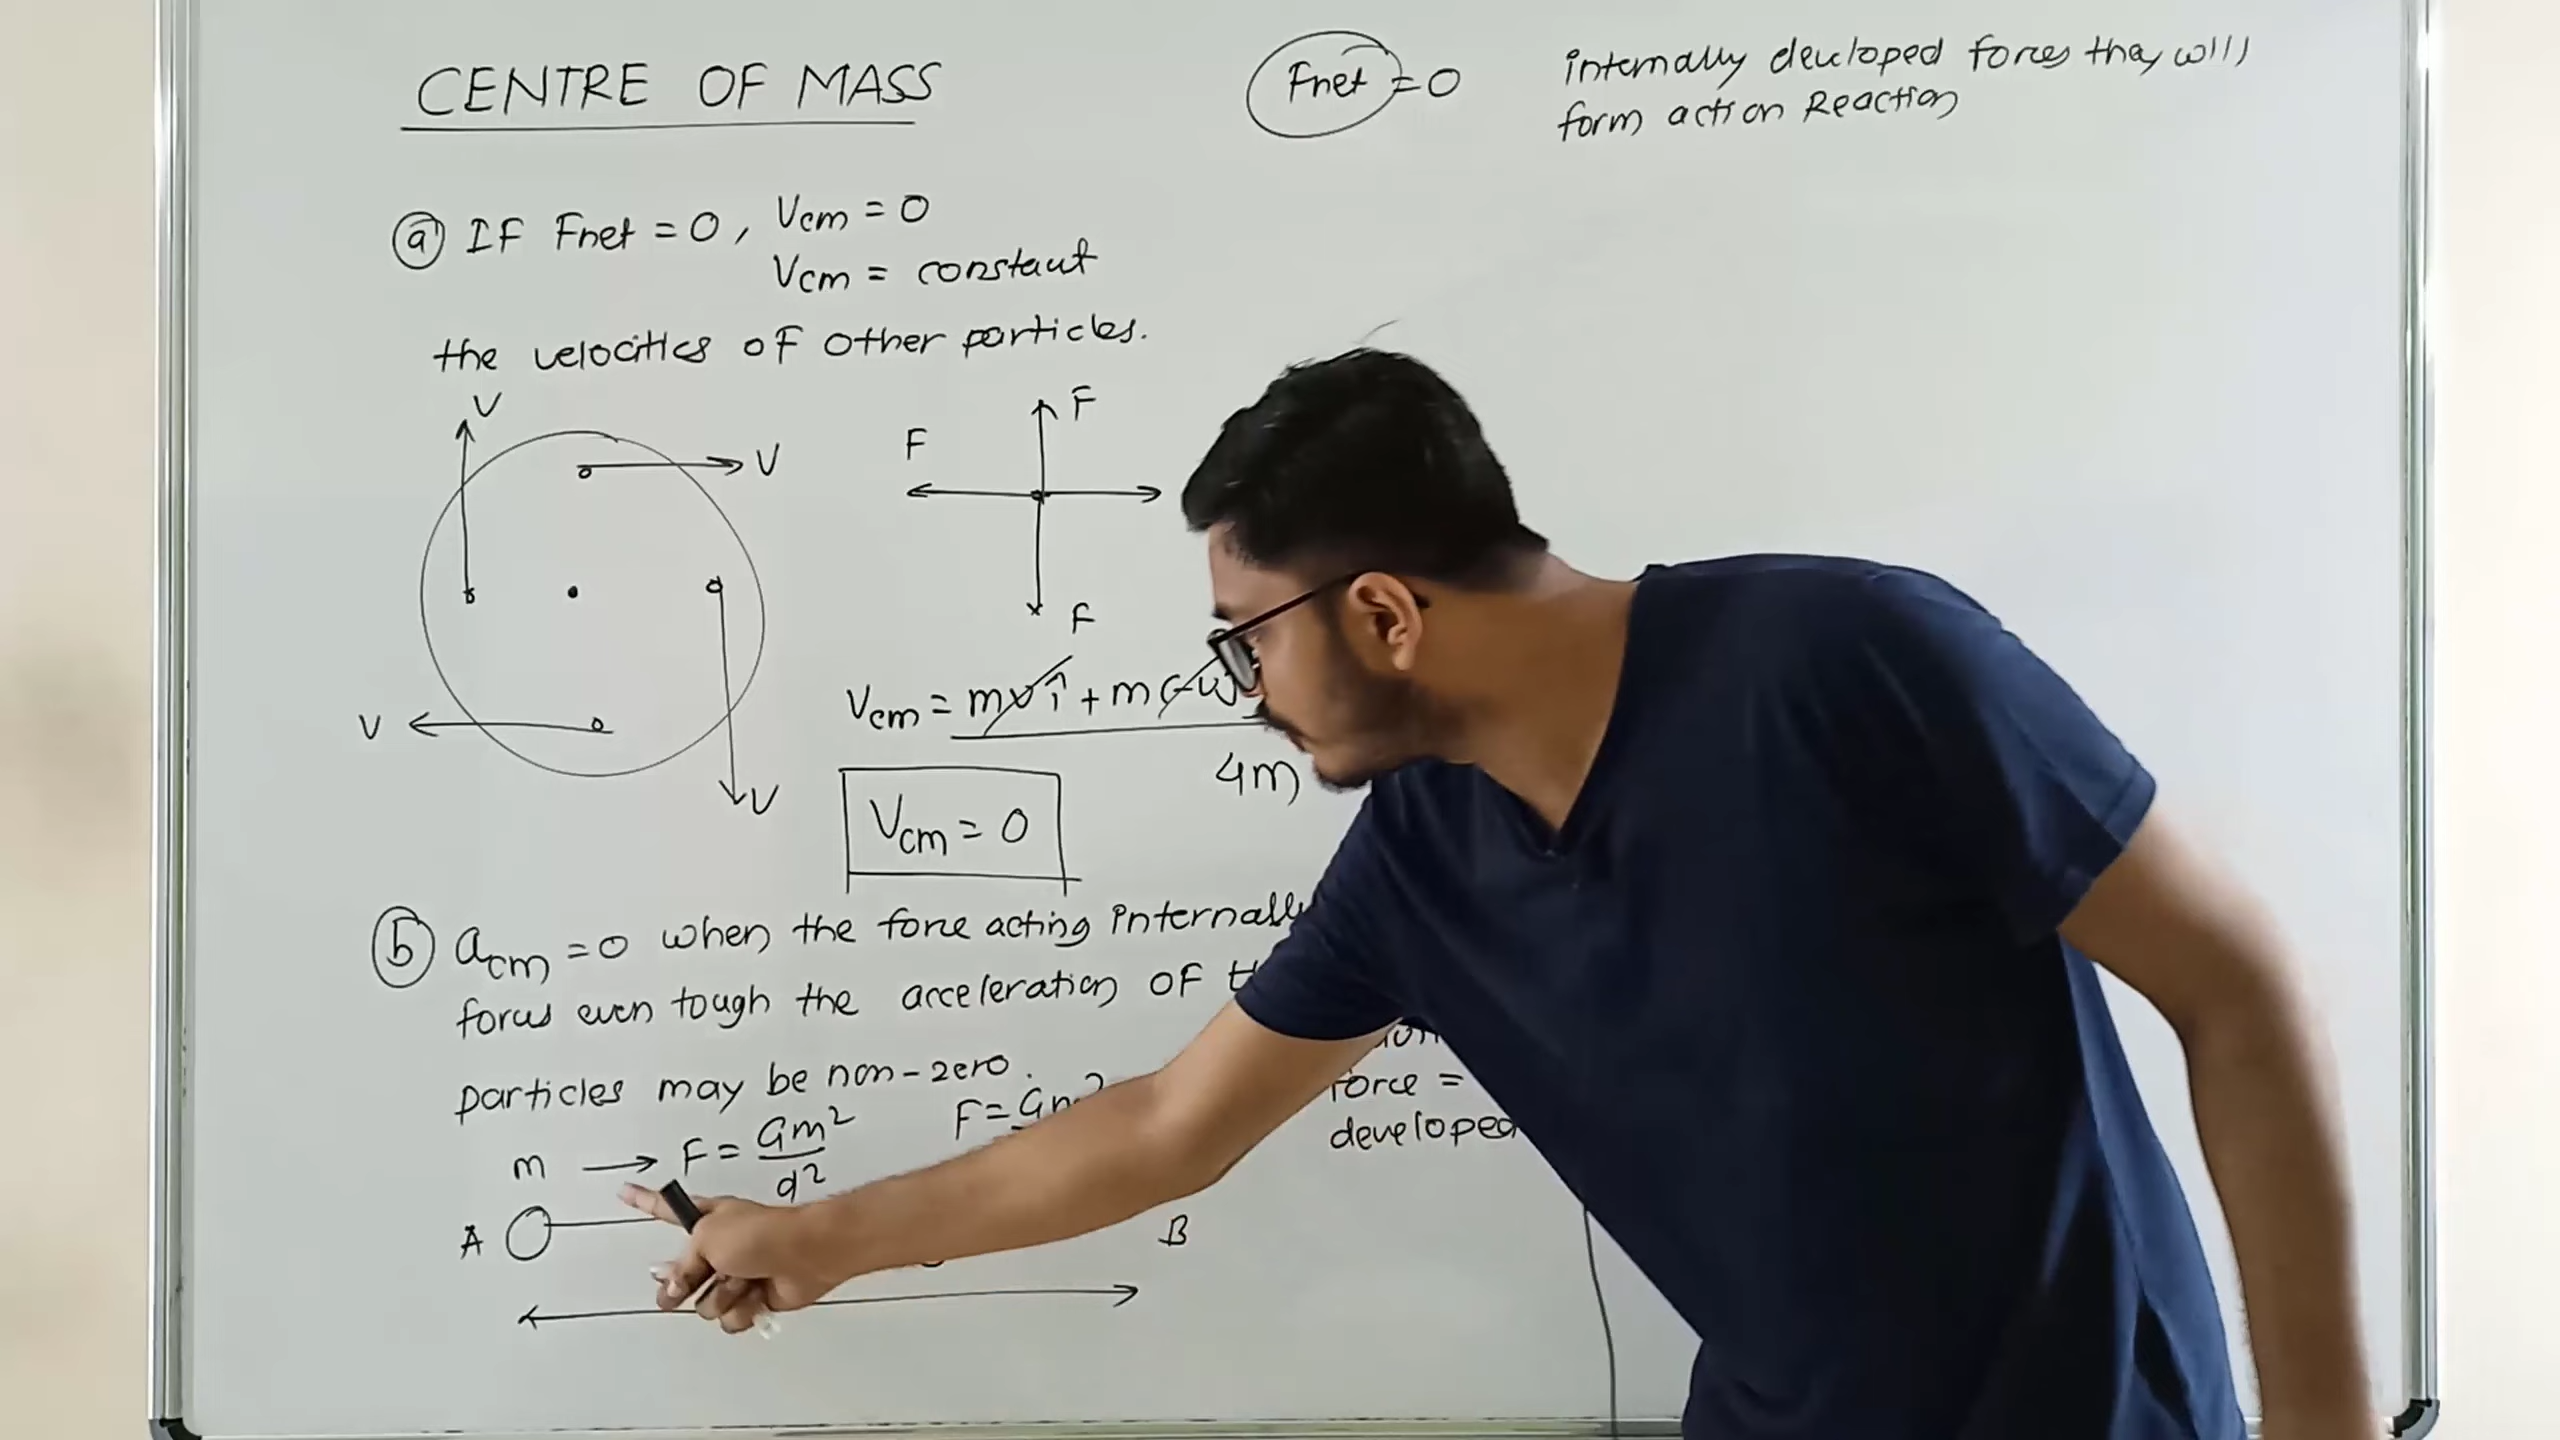 CENTRE OF MASS
Fnet = 0
internally developed forces they will
form action Reaction
(a) IF Fnet = 0, Vcm = 0
Vcm = constant
the velocities of other particles.
V
V
V
V
F
F
F
Vcm = mvî + m(-v
4m
Vcm = 0
(b) acm = 0 when the force acting internally
forces even tough the acceleration of
particles may be non-zero.
m → F = Gm²/d²
F = Gm²
force =
developed
A
B